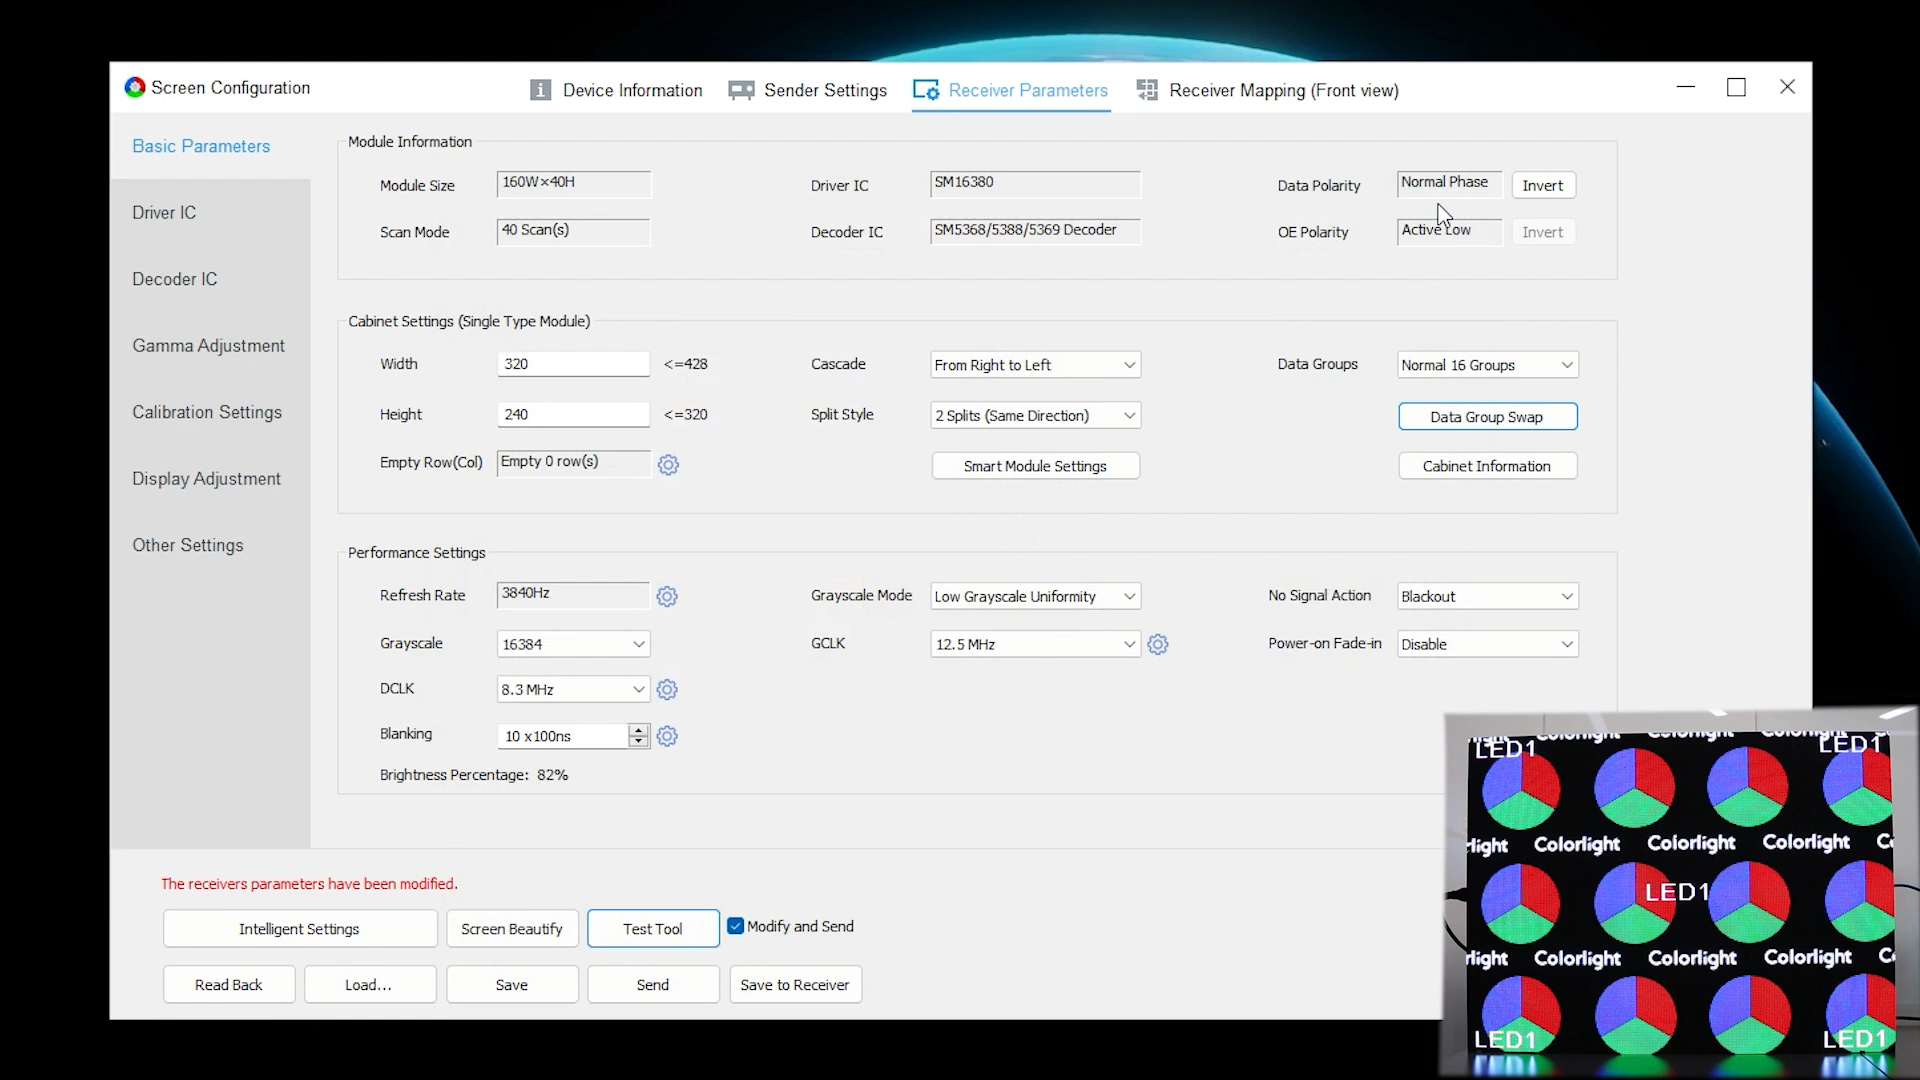 Screen Configuration
Device Information
Sender Settings
Receiver Parameters
Receiver Mapping (Front view)
Basic Parameters
Driver IC
Decoder IC
Gamma Adjustment
Calibration Settings
Display Adjustment
Other Settings
Module Information
Module Size 160W×40H
Driver IC SM16380
Data Polarity Normal Phase Invert
Scan Mode 40 Scan(s)
Decoder IC SM5368/5388/5369 Decoder
OE Polarity Active Low Invert
Cabinet Settings (Single Type Module)
Width 320 <=428
Cascade From Right to Left
Data Groups Normal 16 Groups
Height 240 <=320
Split Style 2 Splits (Same Direction)
Data Group Swap
Empty Row(Col) Empty 0 row(s)
Smart Module Settings
Cabinet Information
Performance Settings
Refresh Rate 3840Hz
Grayscale Mode Low Grayscale Uniformity
No Signal Action Blackout
Grayscale 16384
GCLK 12.5 MHz
Power-on Fade-in Disable
DCLK 8.3 MHz
Blanking 10 x100ns
Brightness Percentage: 82%
The receivers parameters have been modified.
Intelligent Settings
Screen Beautify
Test Tool
Modify and Send
Read Back
Load...
Save
Send
Save to Receiver
LED1 LED1
Colorlight Colorlight Colorlight
LED1
Colorlight Colorlight Colorlight
LED1 LED1